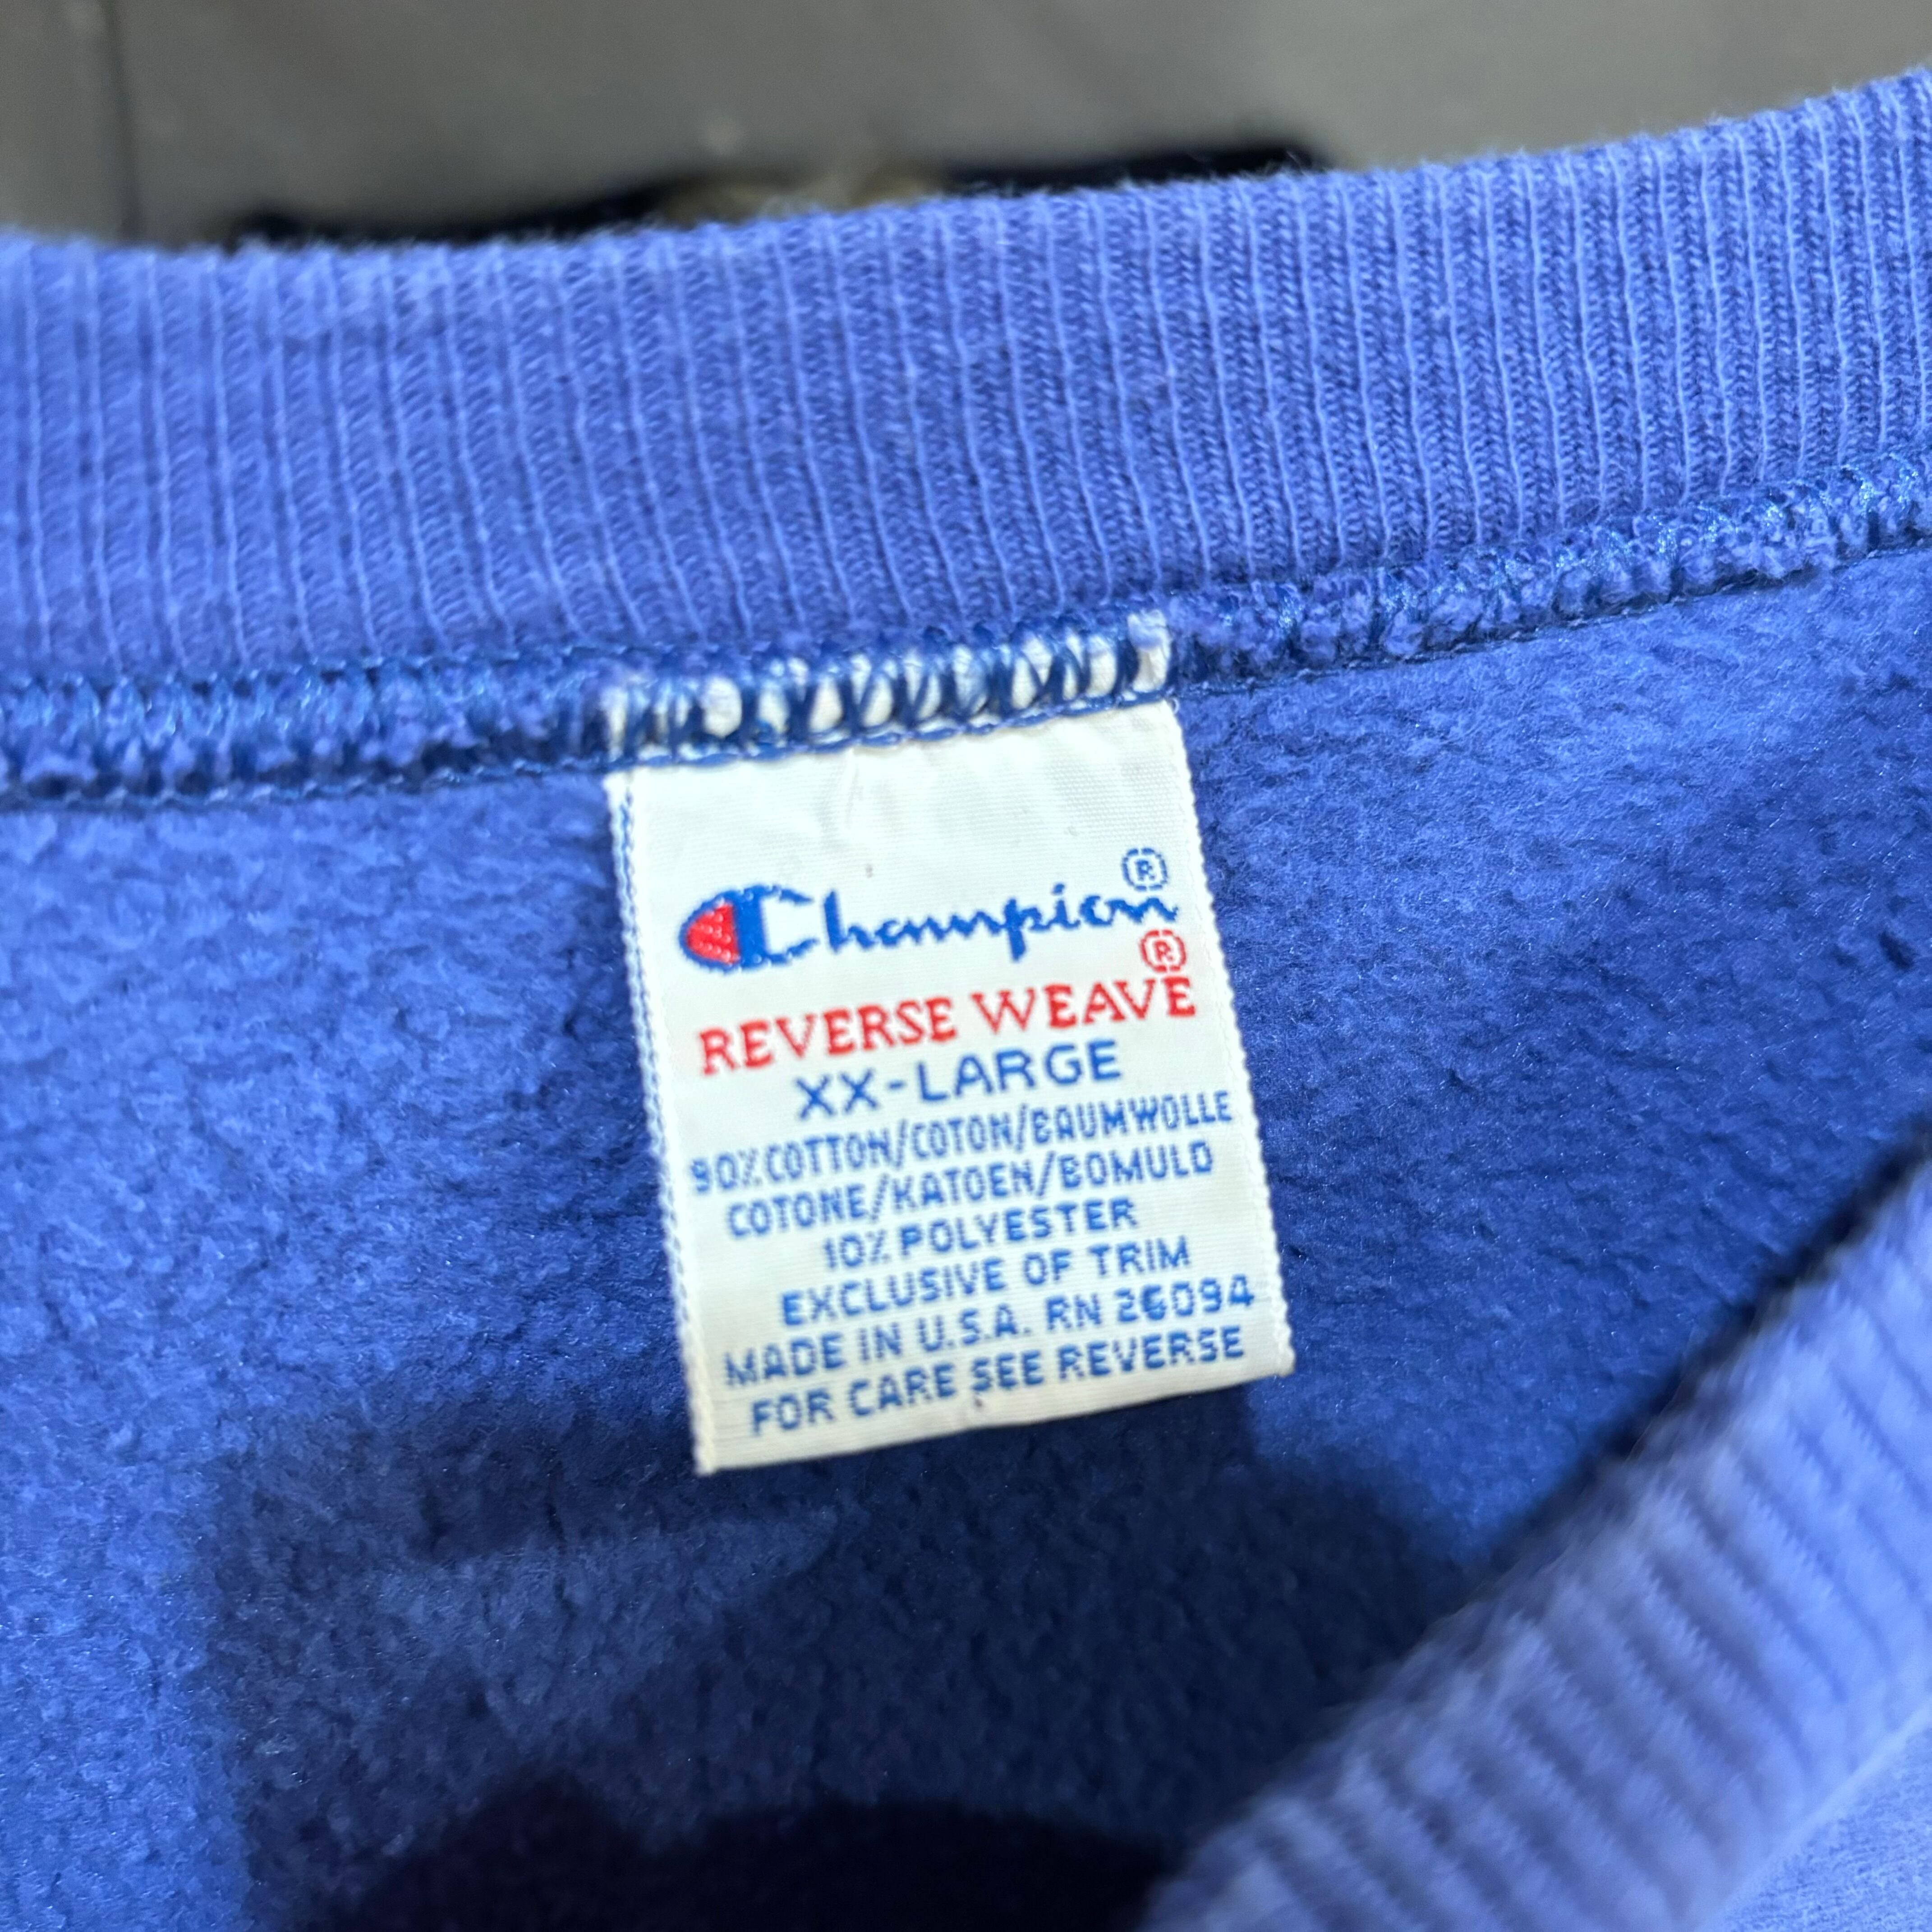 Champion®
REVERSE WEAVE®
XX-LARGE
90% COTTON/COTON/BAUMWOLLE
COTONE/KATOEN/BOMULD
10% POLYESTER
EXCLUSIVE OF TRIM
MADE IN U.S.A. RN 26094
FOR CARE SEE REVERSE